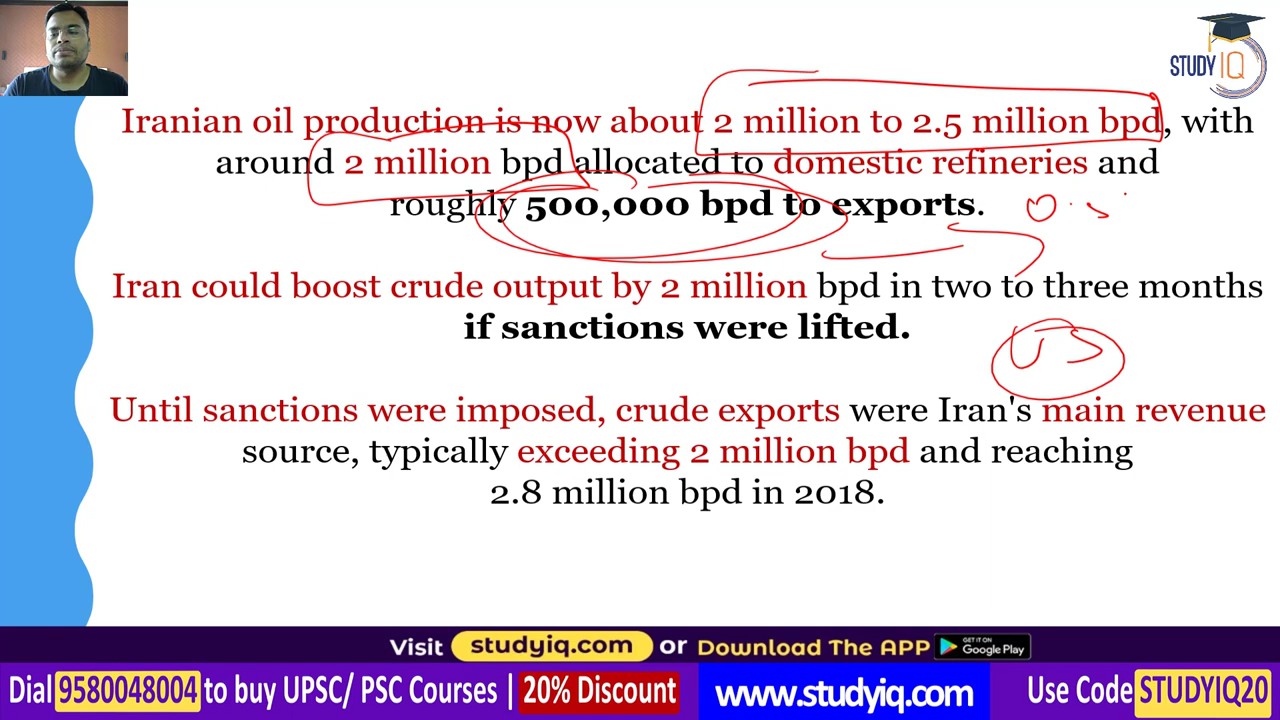 STUDY IQ
Iranian oil production is now about 2 million to 2.5 million bpd, with
around 2 million bpd allocated to domestic refineries and
roughly 500,000 bpd to exports.
0.5
Iran could boost crude output by 2 million bpd in two to three months
if sanctions were lifted.
US
Until sanctions were imposed, crude exports were Iran's main revenue
source, typically exceeding 2 million bpd and reaching
2.8 million bpd in 2018.
Visit studyiq.com or Download The APP GET IT ON Google Play
Dial 9580048004 to buy UPSC/ PSC Courses | 20% Discount www.studyiq.com Use Code STUDYIQ20